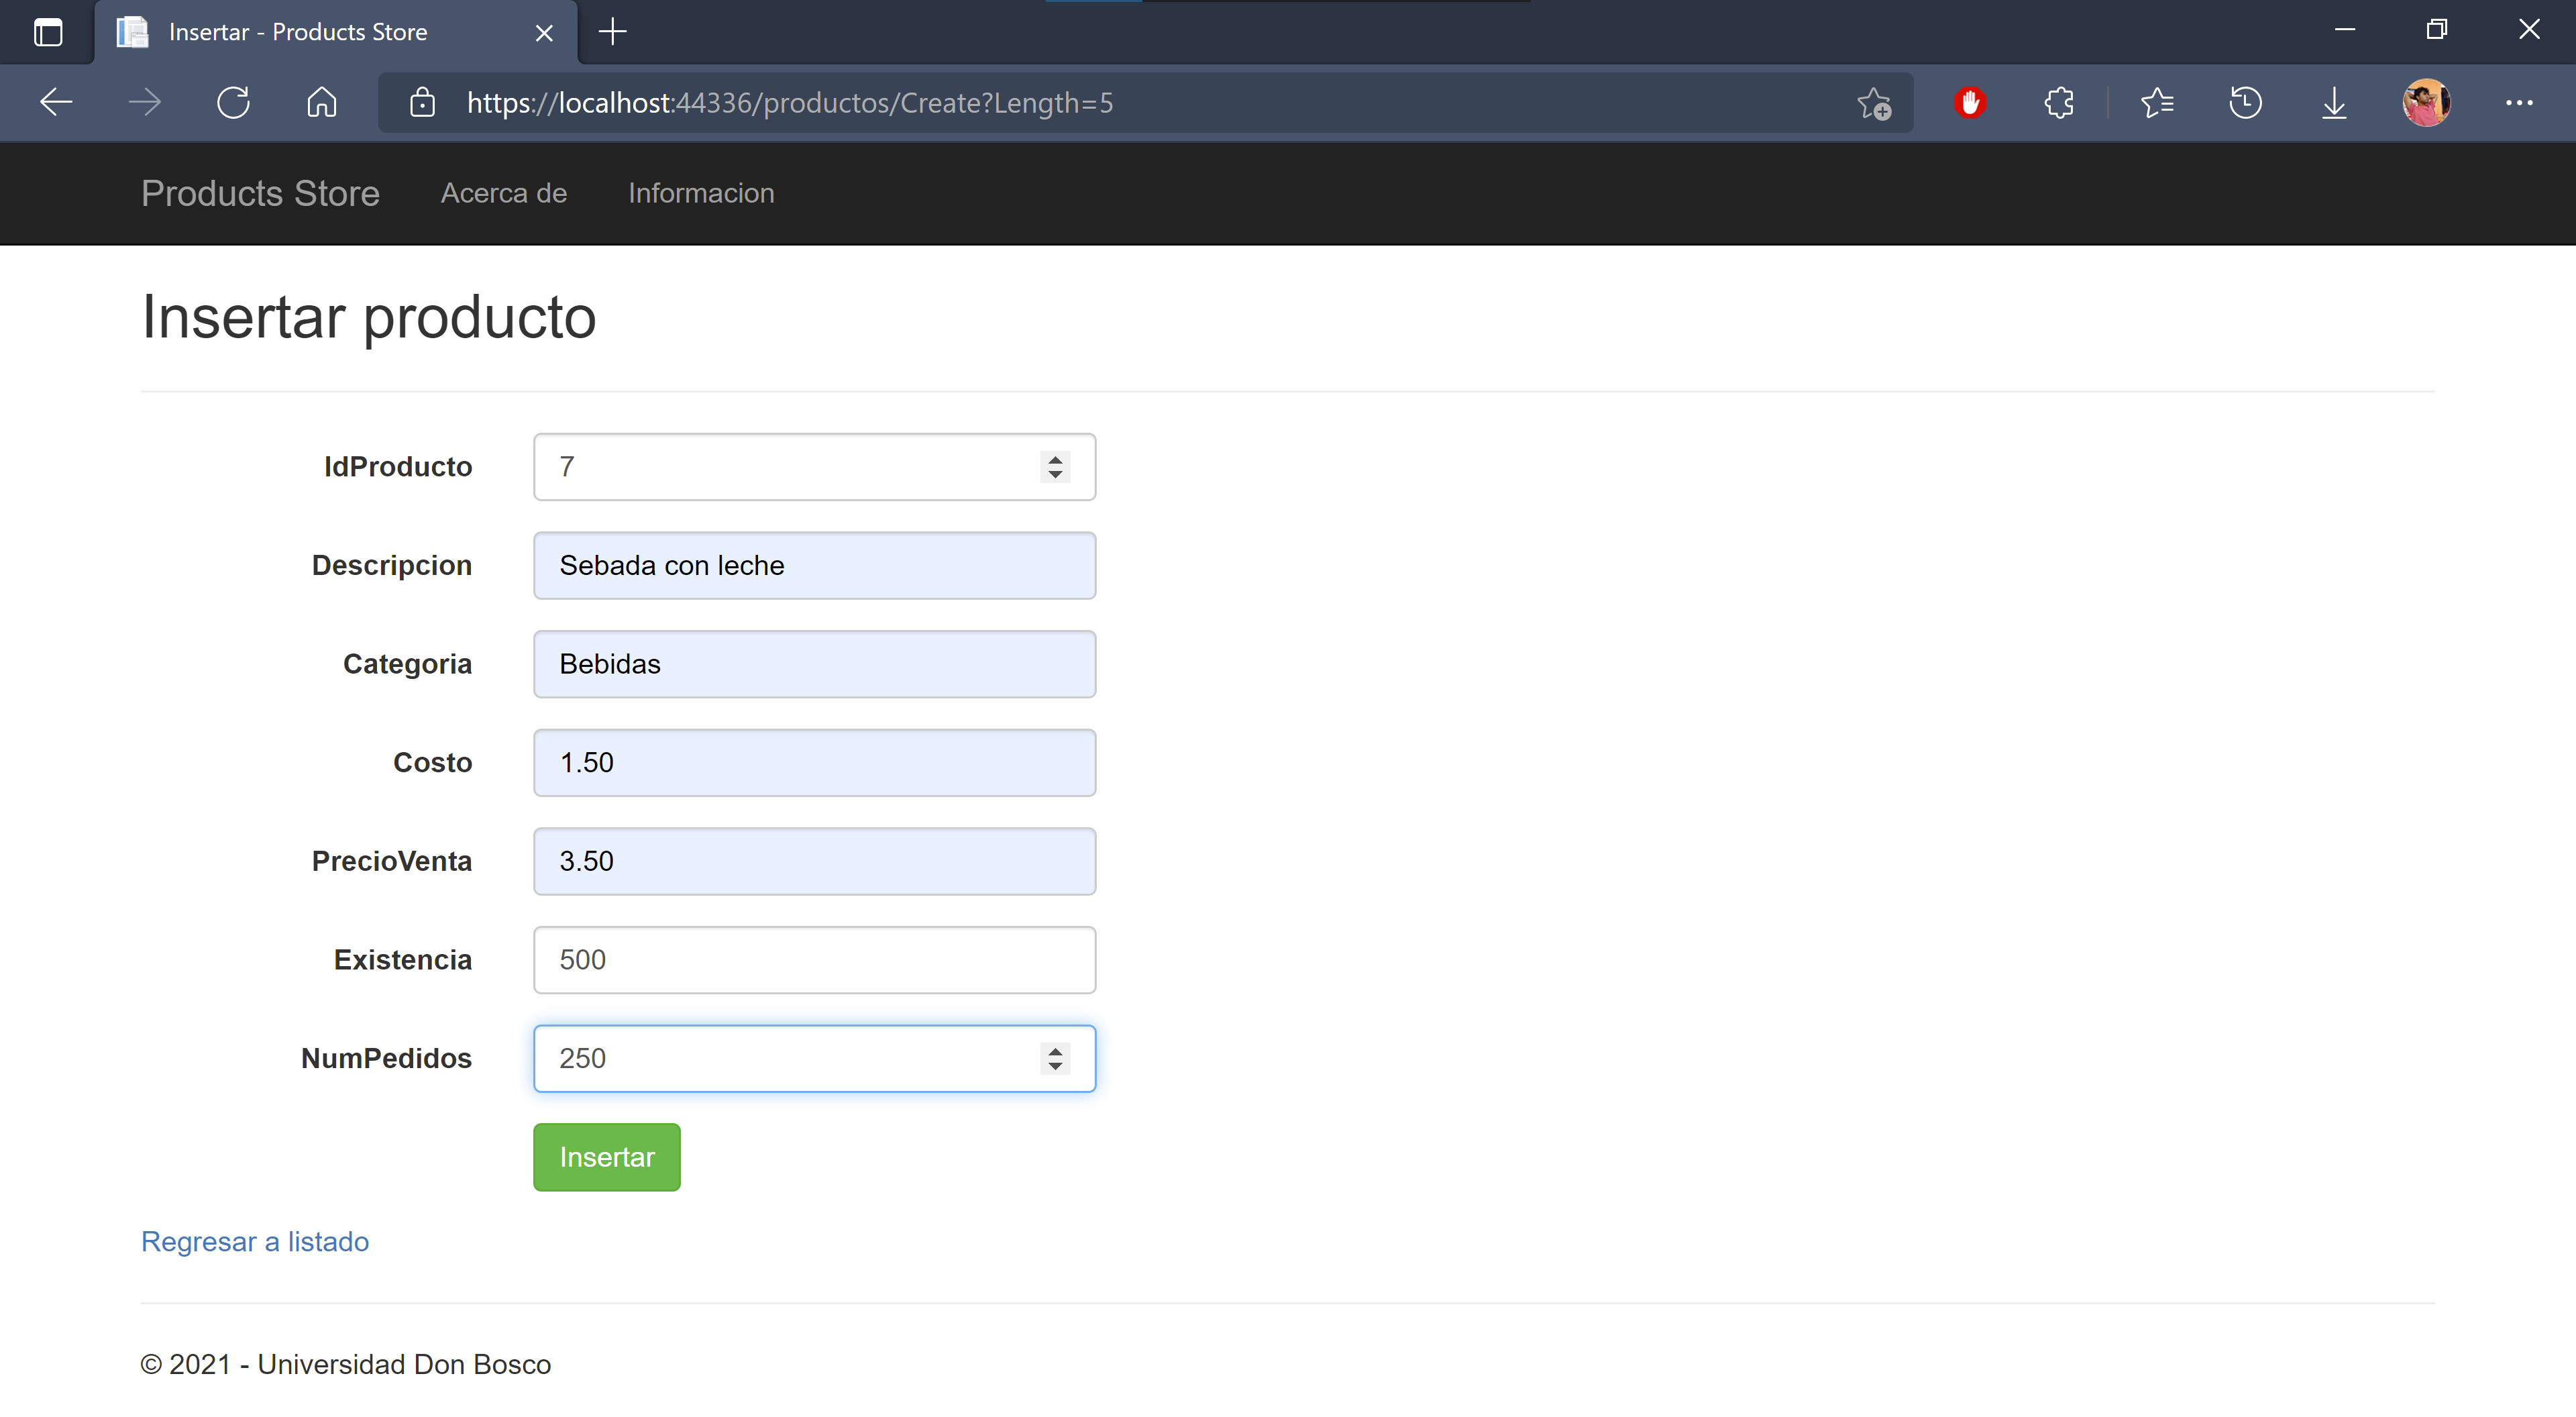 Insertar - Products Store
https://localhost:44336/productos/Create?Length=5
Products Store Acerca de Informacion
Insertar producto
IdProducto 7
Descripcion Sebada con leche
Categoria Bebidas
Costo 1.50
PrecioVenta 3.50
Existencia 500
NumPedidos 250
Insertar
Regresar a listado
© 2021 - Universidad Don Bosco